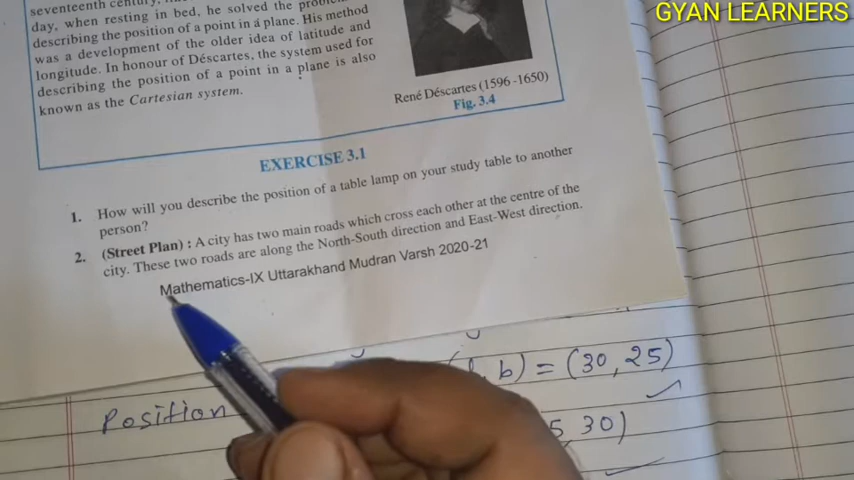 GYAN LEARNERS
seventeenth century,
day, when resting in bed, he solved the problem
describing the position of a point in a plane. His method
was a development of the older idea of latitude and
longitude. In honour of Déscartes, the system used for
describing the position of a point in a plane is also
known as the Cartesian system.
René Déscartes (1596 -1650)
Fig. 3.4
EXERCISE 3.1
1. How will you describe the position of a table lamp on your study table to another
person?
2. (Street Plan) : A city has two main roads which cross each other at the centre of the
city. These two roads are along the North-South direction and East-West direction.
Mathematics-IX Uttarakhand Mudran Varsh 2020-21
, b) = (30, 25)
Position
5, 30)